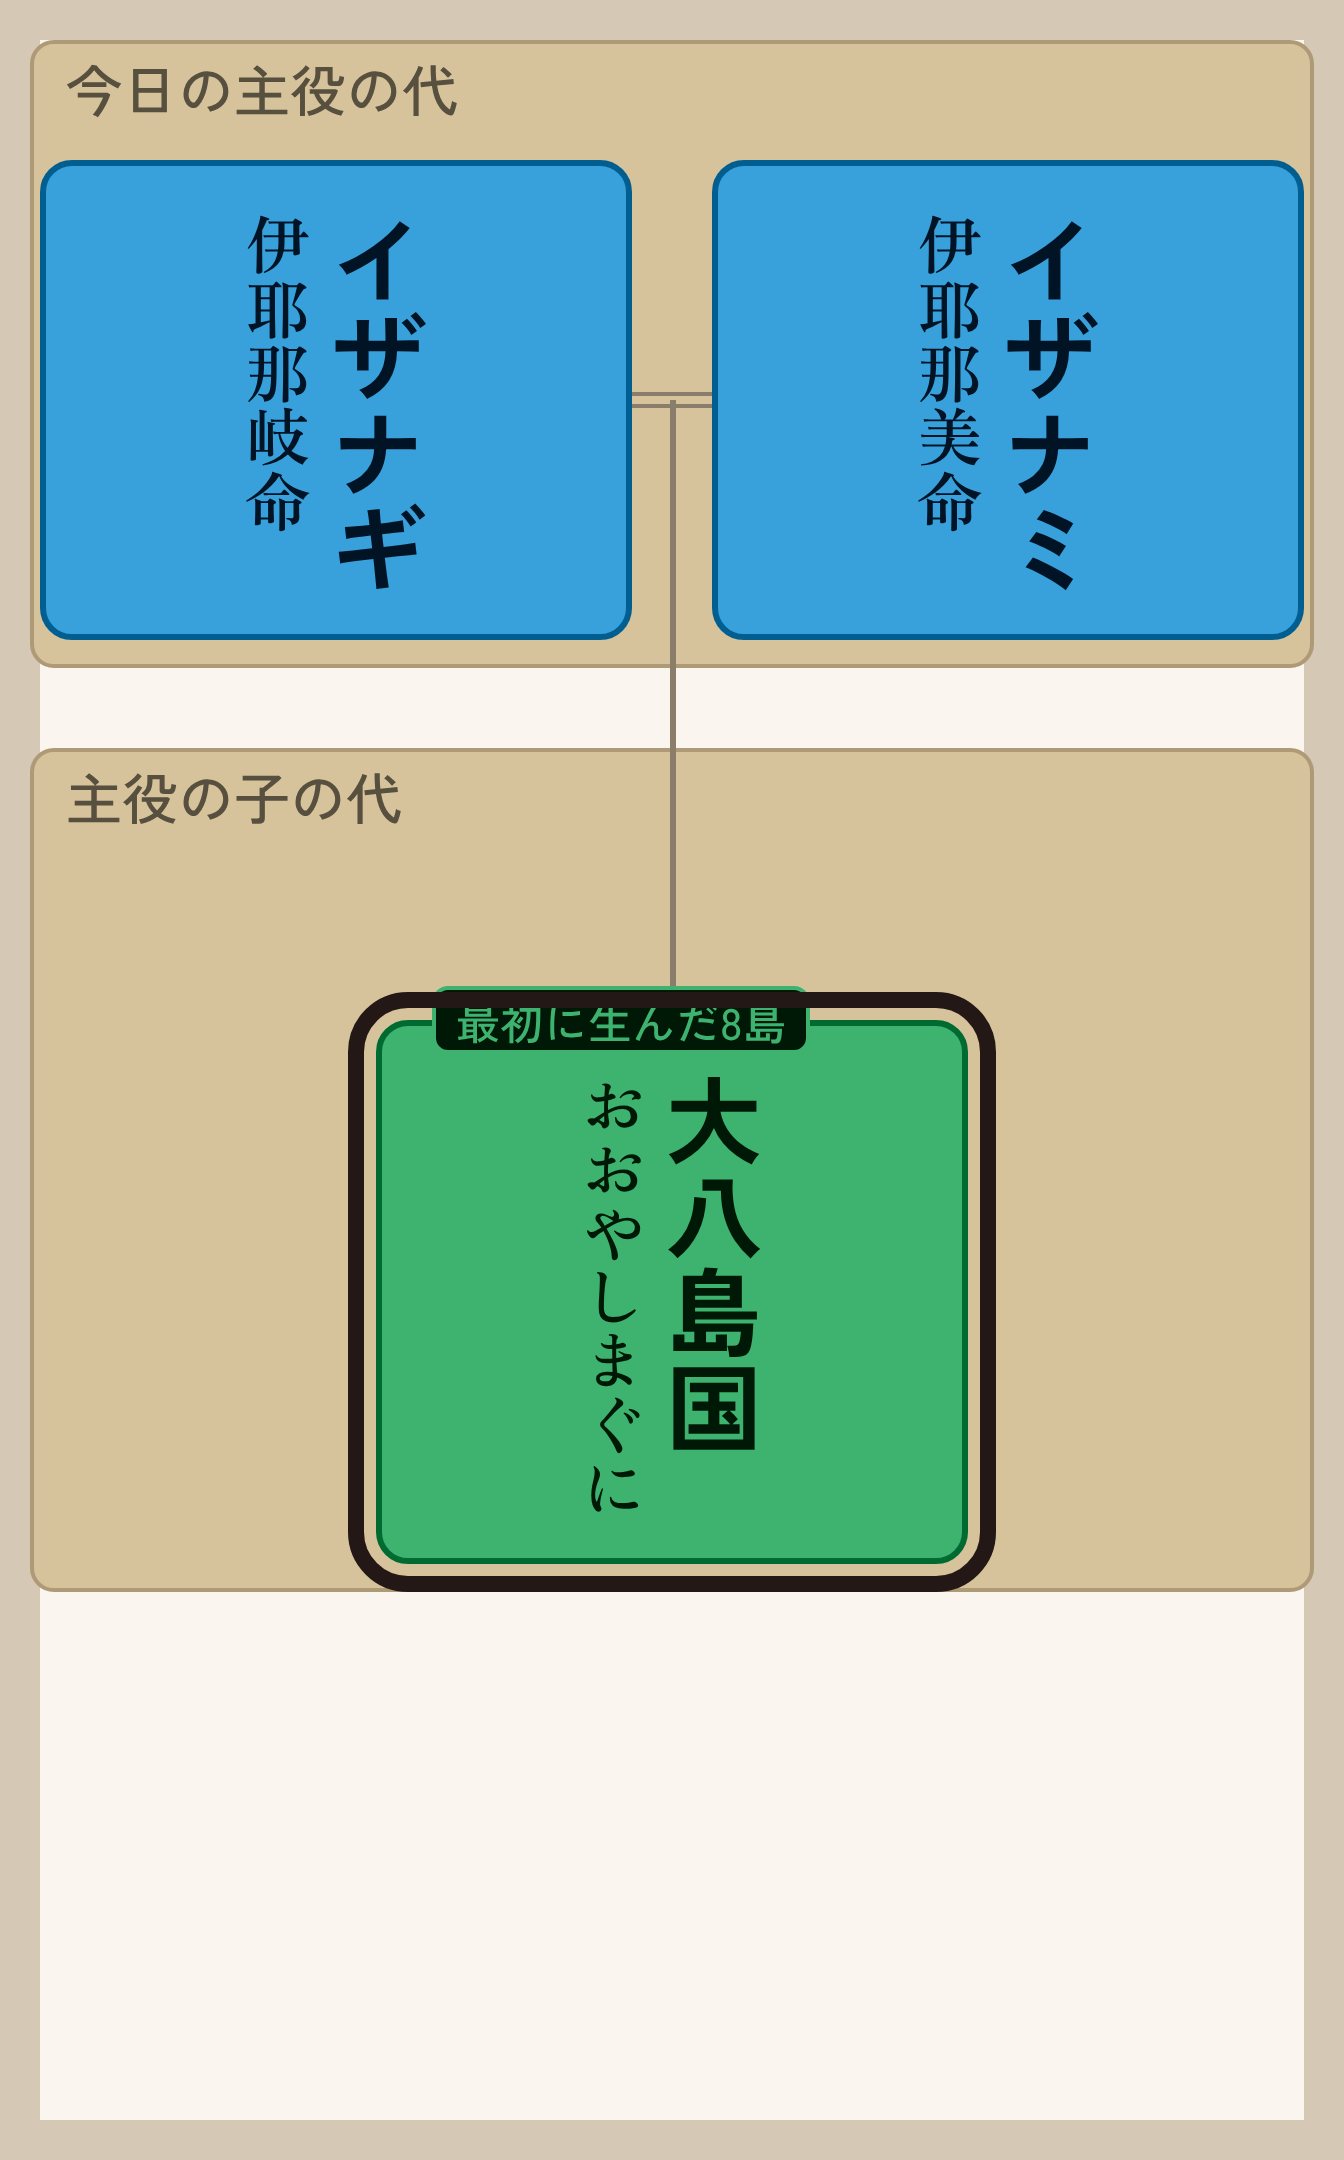 今日の主役の代
イザナギ
伊耶那岐命
イザナミ
伊耶那美命
主役の子の代
最初に生んだ8島
大八島国
おおやしまぐに